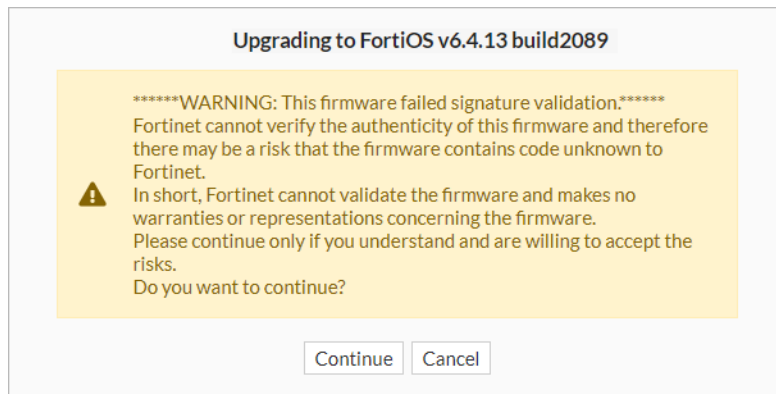 Upgrading to FortiOS v6.4.13 build2089
******WARNING: This firmware failed signature validation.******
Fortinet cannot verify the authenticity of this firmware and therefore
there may be a risk that the firmware contains code unknown to
Fortinet.
In short, Fortinet cannot validate the firmware and makes no
warranties or representations concerning the firmware.
Please continue only if you understand and are willing to accept the
risks.
Do you want to continue?
Continue Cancel